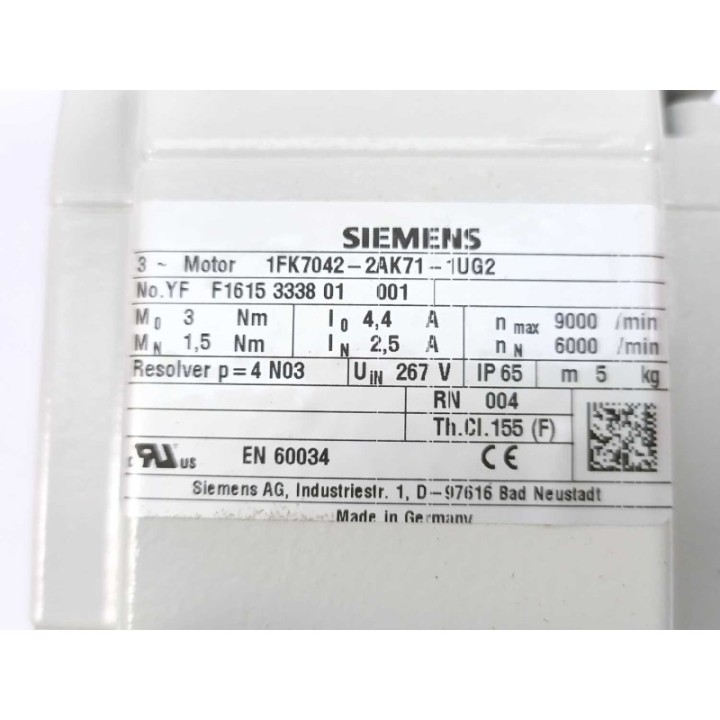 SIEMENS
3 ~ Motor 1FK7042-2AK71-1UG2
No.YF F1615 3338 01 001
M0 3 Nm I0 4,4 A n max 9000 /min
MN 1,5 Nm IN 2,5 A n N 6000 /min
Resolver p=4 N03 UIN 267 V IP 65 m 5 kg
RN 004
Th.Cl.155 (F)
c RU us EN 60034 CE
Siemens AG, Industriestr. 1, D-97616 Bad Neustadt
Made in Germany